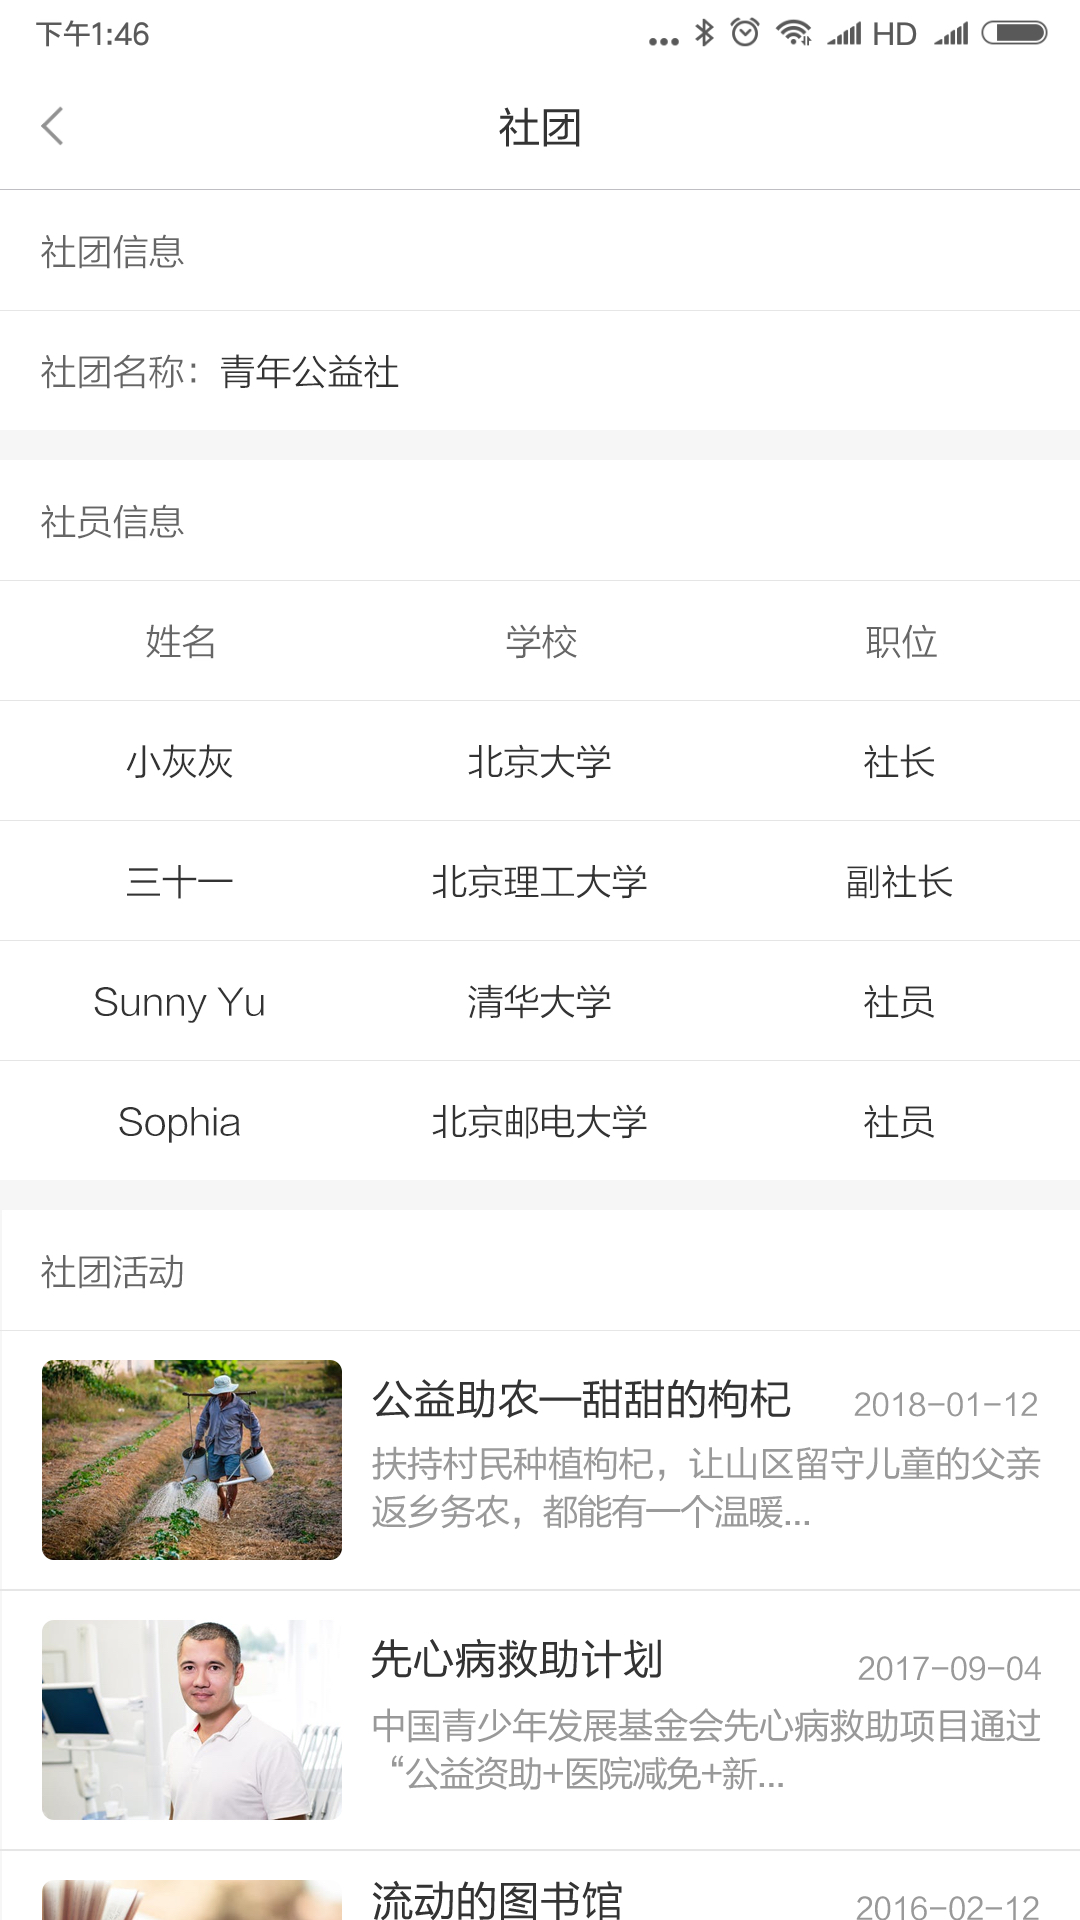 下午1:46
HD
社团
社团信息
社团名称：青年公益社
社员信息
姓名 学校 职位
小灰灰 北京大学 社长
三十一 北京理工大学 副社长
Sunny Yu 清华大学 社员
Sophia 北京邮电大学 社员
社团活动
公益助农—甜甜的枸杞 2018-01-12
扶持村民种植枸杞，让山区留守儿童的父亲
返乡务农，都能有一个温暖...
先心病救助计划 2017-09-04
中国青少年发展基金会先心病救助项目通过
“公益资助+医院减免+新...
流动的图书馆 2016-02-12